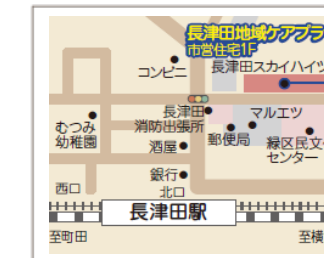 長津田地域ケアプラ
市営住宅1F
コンビニ
長津田スカイハイツ
長津田
消防出張所
マルエツ
むつみ
幼稚園
酒屋
郵便局
緑区民文
センター
銀行
西口
北口
長津田駅
至町田
至横